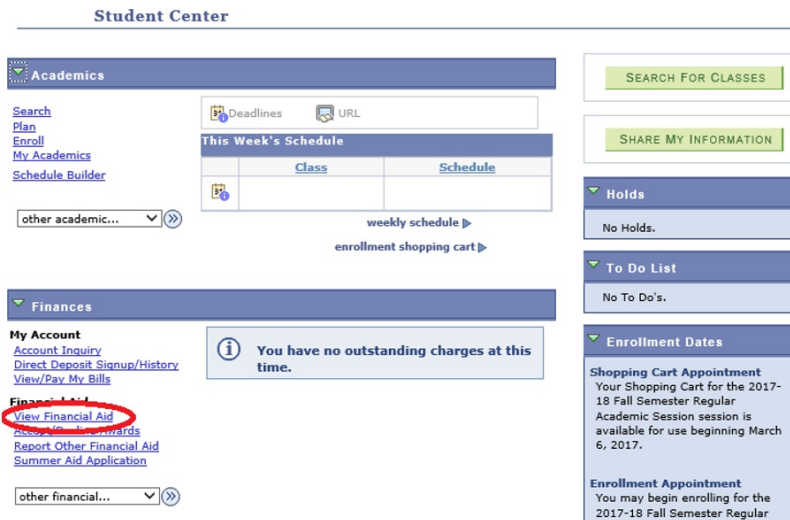 Student Center
Academics
Search
Plan
Enroll
My Academics
Schedule Builder
other academic...
Deadlines
URL
This Week's Schedule
Class
Schedule
weekly schedule
enrollment shopping cart
Finances
My Account
Account Inquiry
Direct Deposit Signup/History
View/Pay My Bills
Financial Aid
View Financial Aid
Accept/Decline Awards
Report Other Financial Aid
Summer Aid Application
other financial...
You have no outstanding charges at this
time.
SEARCH FOR CLASSES
SHARE MY INFORMATION
Holds
No Holds.
To Do List
No To Do's.
Enrollment Dates
Shopping Cart Appointment
Your Shopping Cart for the 2017-
18 Fall Semester Regular
Academic Session session is
available for use beginning March
6, 2017.
Enrollment Appointment
You may begin enrolling for the
2017-18 Fall Semester Regular